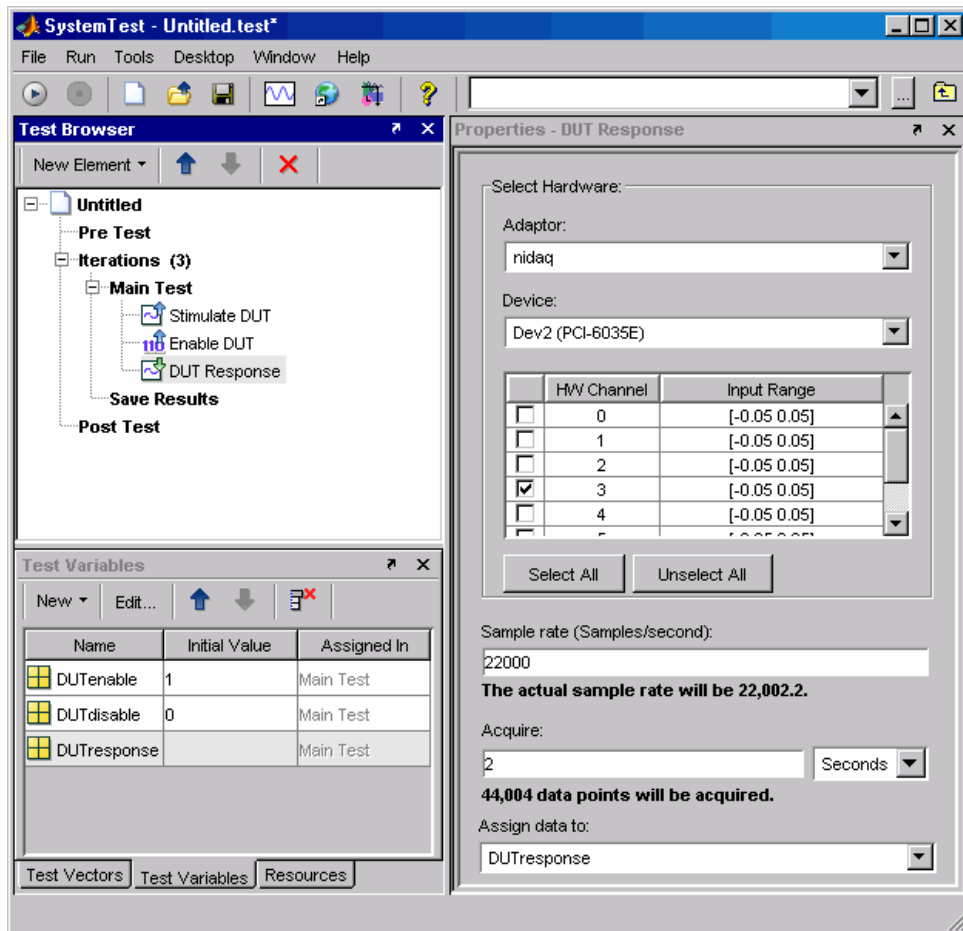 SystemTest - Untitled.test*
File Run Tools Desktop Window Help
...
Test Browser
New Element
Untitled
Pre Test
Iterations (3)
Main Test
Stimulate DUT
Enable DUT
DUT Response
Save Results
Post Test
Test Variables
New Edit...
Name Initial Value Assigned In
DUTenable 1 Main Test
DUTdisable 0 Main Test
DUTresponse Main Test
Test Vectors Test Variables Resources
Properties - DUT Response
Select Hardware:
Adaptor:
nidaq
Device:
Dev2 (PCI-6035E)
HW Channel Input Range
0 [-0.05 0.05]
1 [-0.05 0.05]
2 [-0.05 0.05]
3 [-0.05 0.05]
4 [-0.05 0.05]
Select All Unselect All
Sample rate (Samples/second):
22000
The actual sample rate will be 22,002.2.
Acquire:
2 Seconds
44,004 data points will be acquired.
Assign data to:
DUTresponse